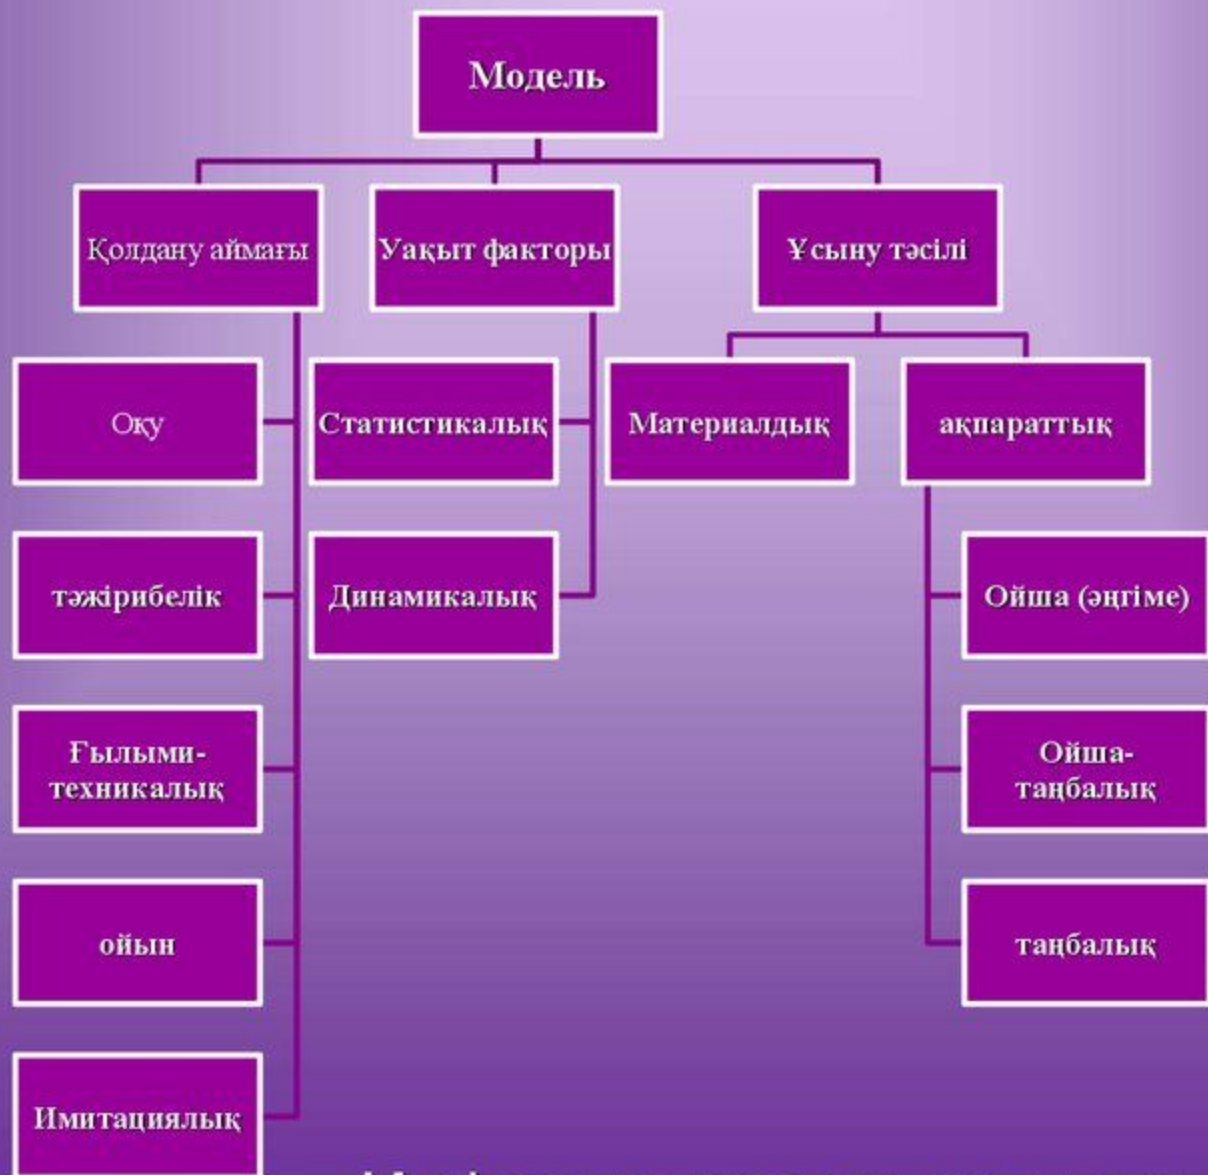 Модель
Қолдану аймағы
Уақыт факторы
Ұсыну тәсілі
Оқу
Статистикалық
Материалдық
ақпараттық
тәжірибелік
Динамикалық
Ойша (әңгіме)
Ғылыми-
техникалық
Ойша-
таңбалық
ойын
таңбалық
Имитациялық